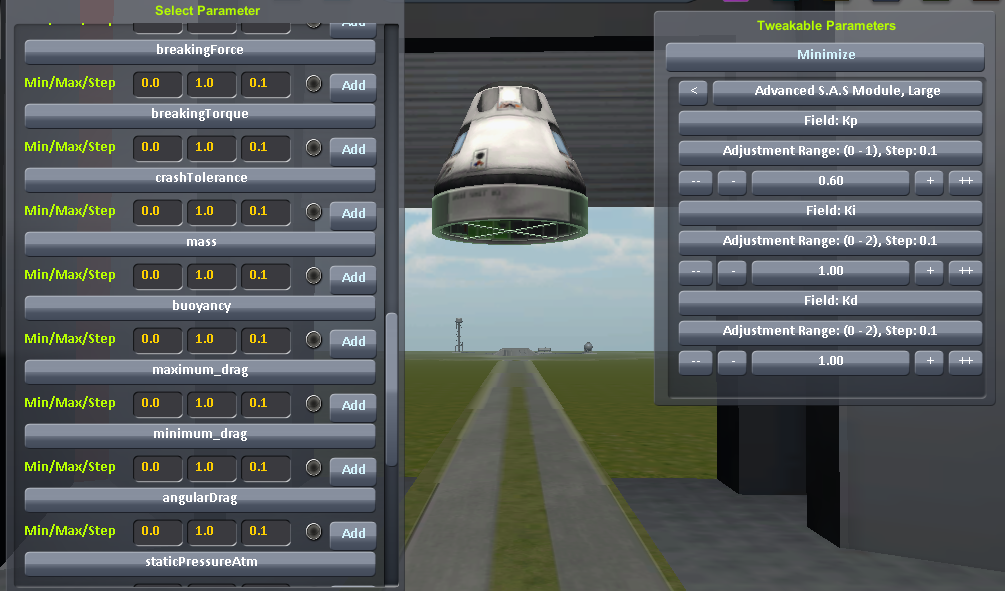 Select Parameter
Min/Max/Step
Add
breakingForce
Min/Max/Step 0.0 1.0 0.1 Add
breakingTorque
Min/Max/Step 0.0 1.0 0.1 Add
crashTolerance
Min/Max/Step 0.0 1.0 0.1 Add
mass
Min/Max/Step 0.0 1.0 0.1 Add
buoyancy
Min/Max/Step 0.0 1.0 0.1 Add
maximum_drag
Min/Max/Step 0.0 1.0 0.1 Add
minimum_drag
Min/Max/Step 0.0 1.0 0.1 Add
angularDrag
Min/Max/Step 0.0 1.0 0.1 Add
staticPressureAtm
Tweakable Parameters
Minimize
< Advanced S.A.S Module, Large
Field: Kp
Adjustment Range: (0 - 1), Step: 0.1
-- - 0.60 + ++
Field: Ki
Adjustment Range: (0 - 2), Step: 0.1
-- - 1.00 + ++
Field: Kd
Adjustment Range: (0 - 2), Step: 0.1
-- - 1.00 + ++